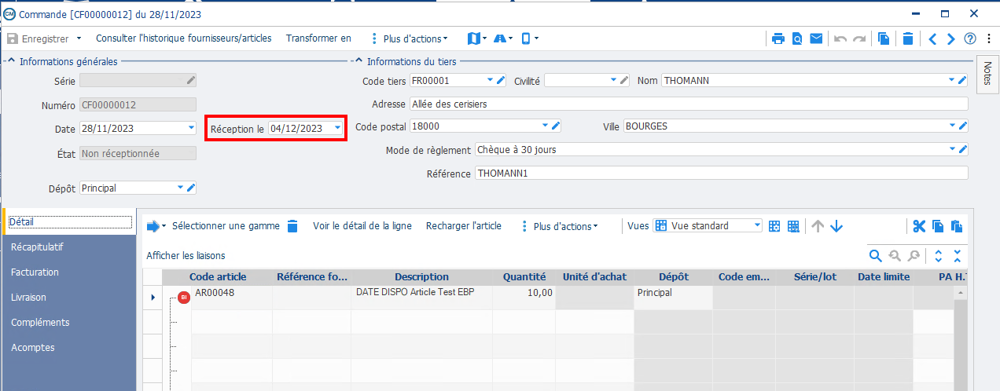 CM Commande [CF00000012] du 28/11/2023
Enregistrer Consulter l'historique fournisseurs/articles Transformer en Plus d'actions
Informations générales
Série
Numéro CF00000012
Date 28/11/2023 Réception le 04/12/2023
État Non réceptionnée
Dépôt Principal
Informations du tiers
Code tiers FR00001 Civilité Nom THOMANN
Adresse Allée des cerisiers
Code postal 18000 Ville BOURGES
Mode de règlement Chèque à 30 jours
Référence THOMANN1
Notes
Détail
Récapitulatif
Facturation
Livraison
Compléments
Acomptes
Sélectionner une gamme Voir le détail de la ligne Recharger l'article Plus d'actions Vues Vue standard
Afficher les liaisons
Code article Référence fo... Description Quantité Unité d'achat Dépôt Code em... Série/lot Date limite PA H.T
BI AR00048 DATE DISPO Article Test EBP 10,00 Principal